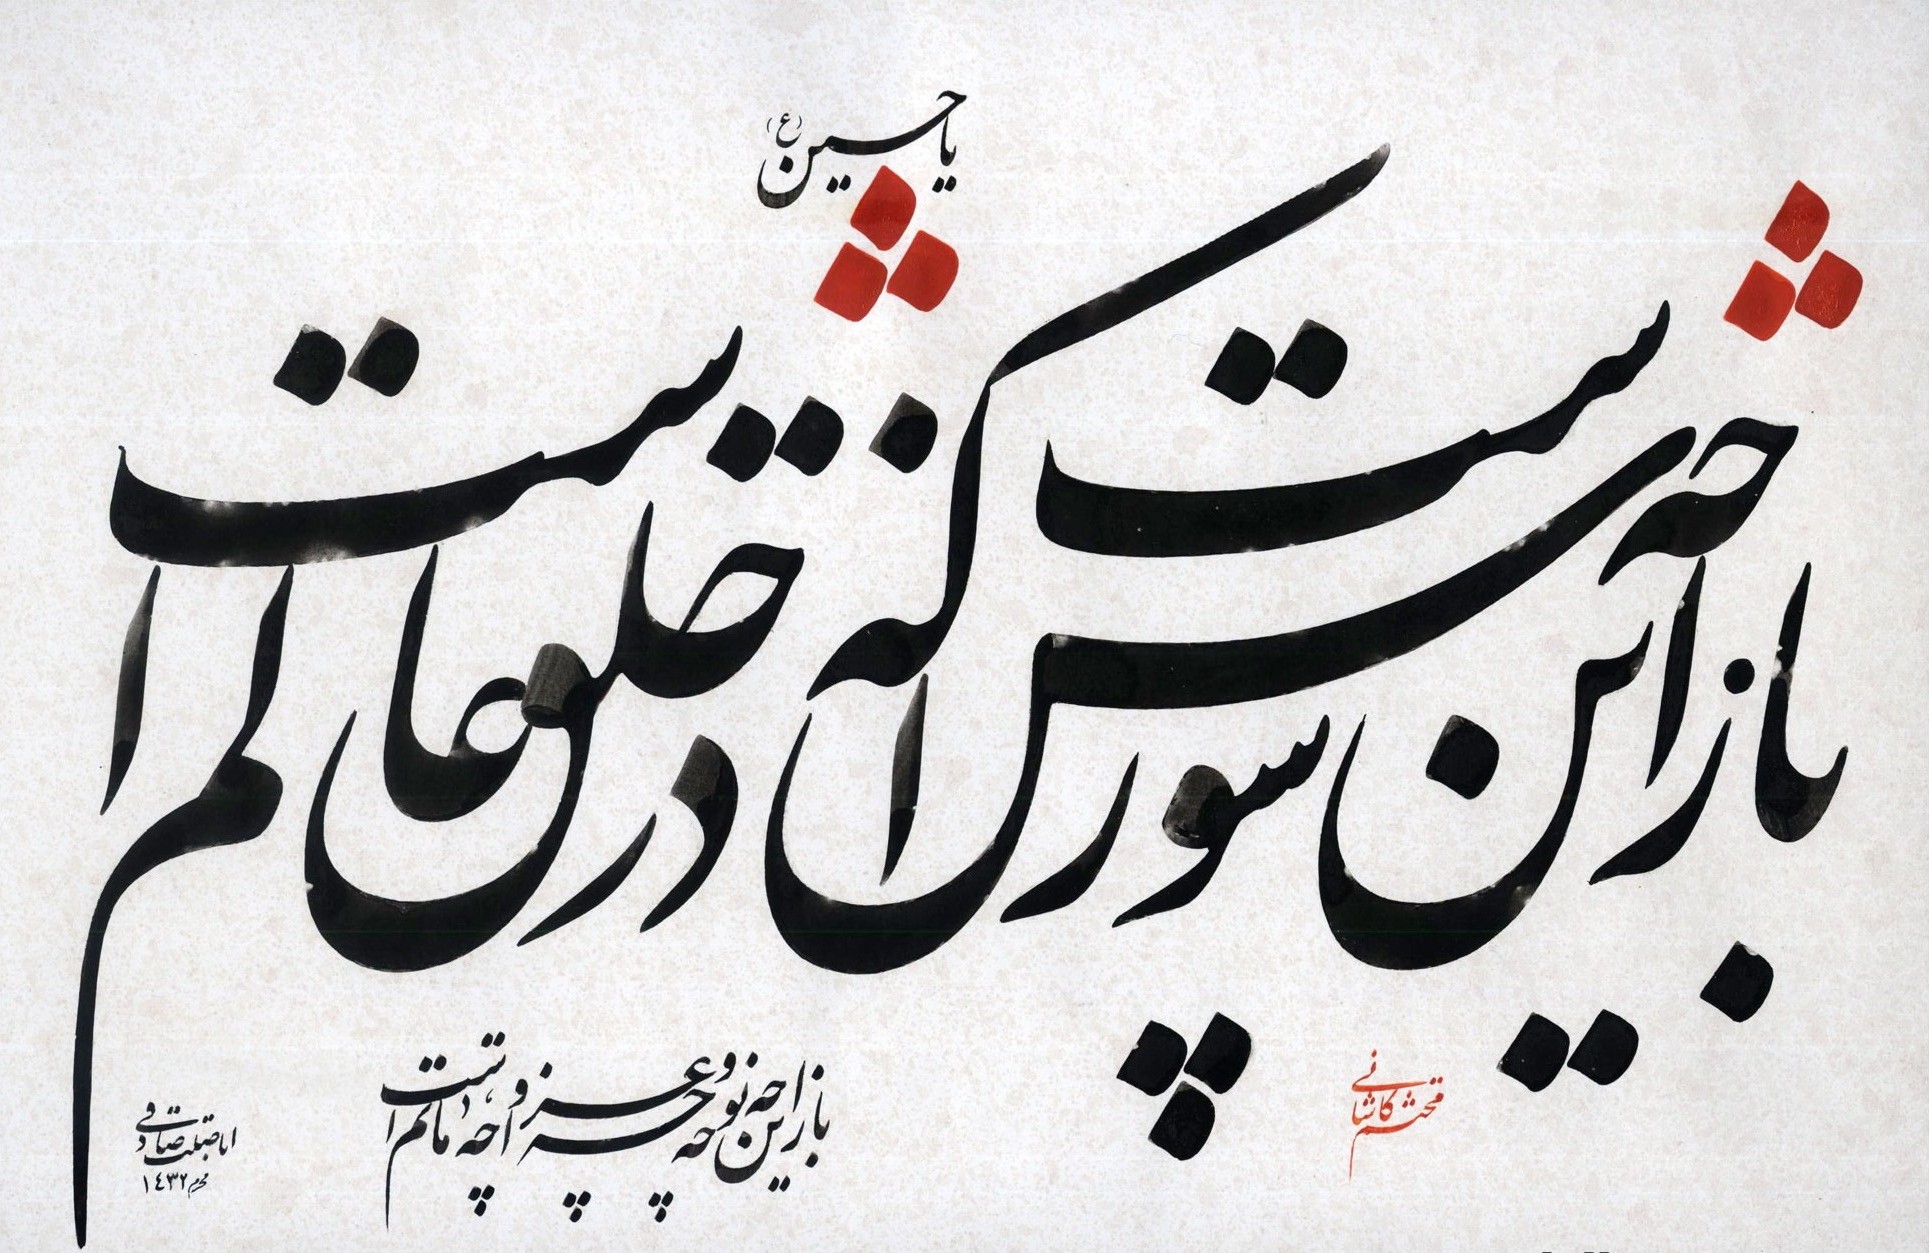 یا حسین (ع)
باز این چه شورش است که در خلق عالم است
باز این چه نوحه و چه عزا و چه ماتم است
محتشم کاشانی
اباصلت صادقی
محرم ۱۴۳۲